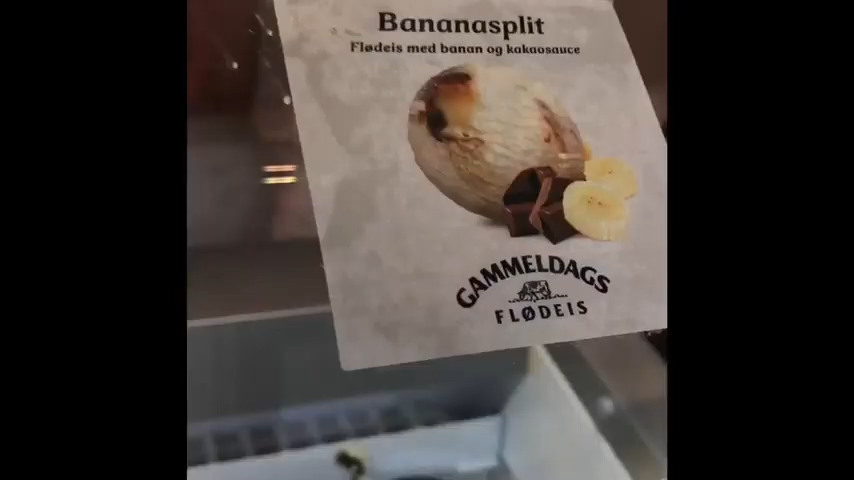 Bananasplit
Flødeis med banan og kakaosauce
GAMMELDAGS
FLØDEIS